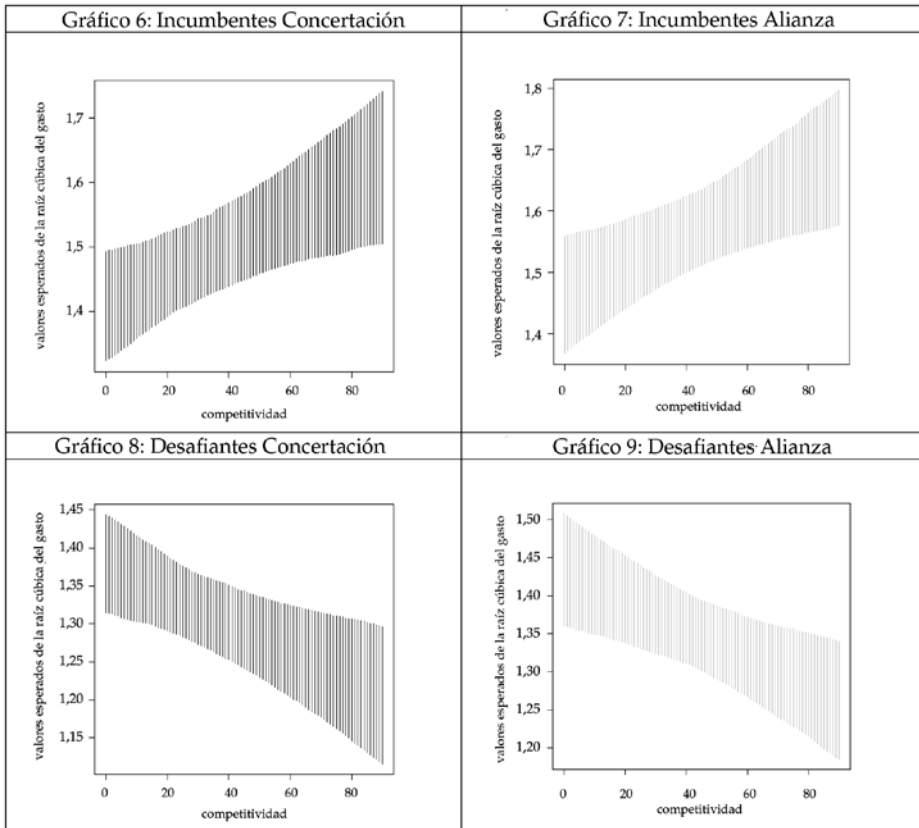 Gráfico 6: Incumbentes Concertación
Gráfico 7: Incumbentes Alianza
valores esperados de la raíz cúbica del gasto
1,7
1,6
1,5
1,4
0 20 40 60 80
competitividad
valores esperados de la raíz cúbica del gasto
1,8
1,7
1,6
1,5
1,4
0 20 40 60 80
competitividad
Gráfico 8: Desafiantes Concertación
Gráfico 9: Desafiantes Alianza
valores esperados de la raíz cúbica del gasto
1,45
1,40
1,35
1,30
1,25
1,20
1,15
0 20 40 60 80
competitividad
valores esperados de la raíz cúbica del gasto
1,50
1,45
1,40
1,35
1,30
1,25
1,20
0 20 40 60 80
competitividad